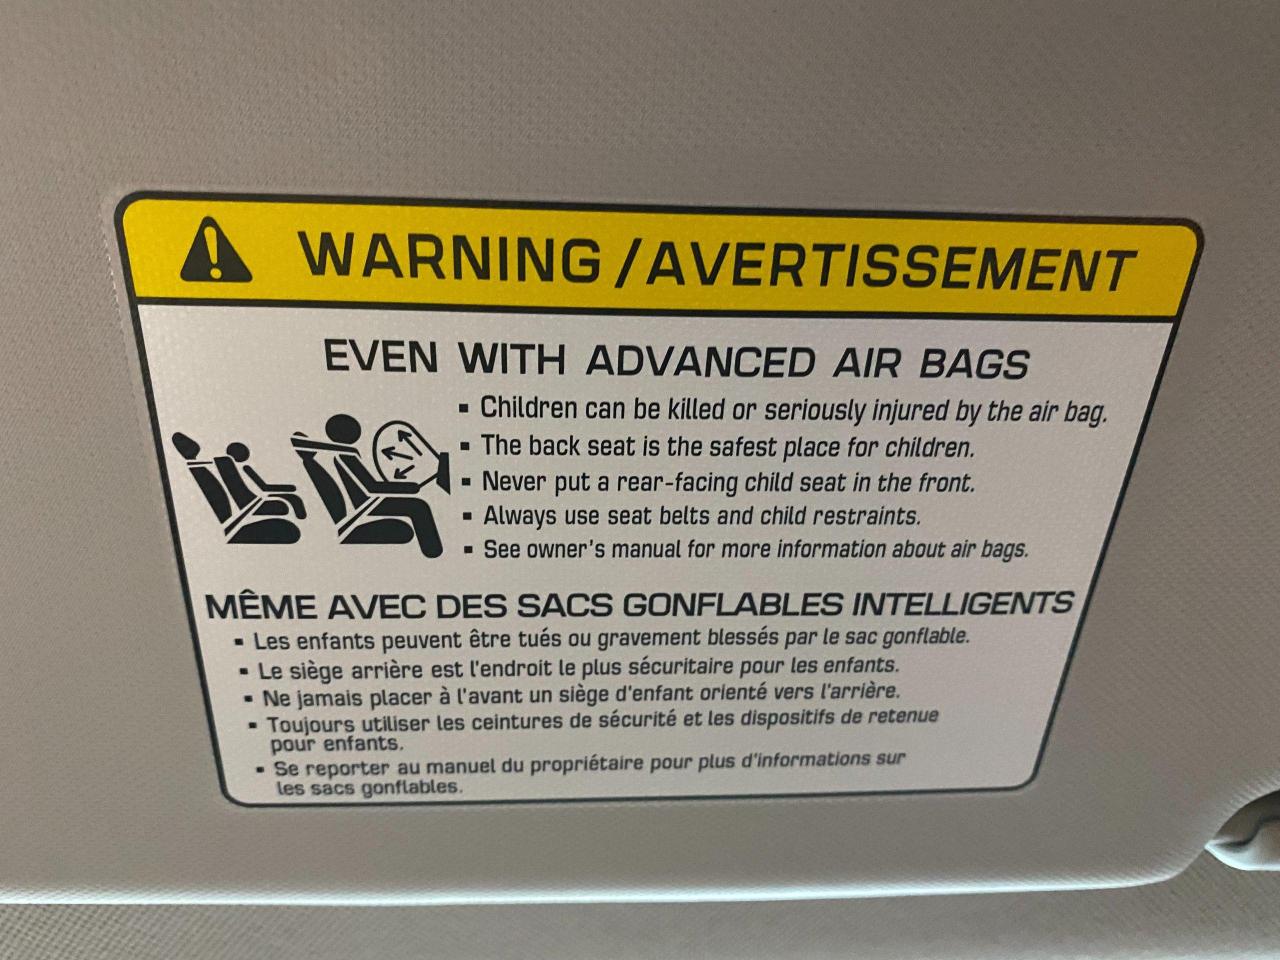 WARNING/AVERTISSEMENT
EVEN WITH ADVANCED AIR BAGS
▪ Children can be killed or seriously injured by the air bag.
▪ The back seat is the safest place for children.
▪ Never put a rear-facing child seat in the front.
▪ Always use seat belts and child restraints.
▪ See owner's manual for more information about air bags.
MÊME AVEC DES SACS GONFLABLES INTELLIGENTS
▪ Les enfants peuvent être tués ou gravement blessés par le sac gonflable.
▪ Le siège arrière est l'endroit le plus sécuritaire pour les enfants.
▪ Ne jamais placer à l'avant un siège d'enfant orienté vers l'arrière.
▪ Toujours utiliser les ceintures de sécurité et les dispositifs de retenue
pour enfants.
▪ Se reporter au manuel du propriétaire pour plus d'informations sur
les sacs gonflables.